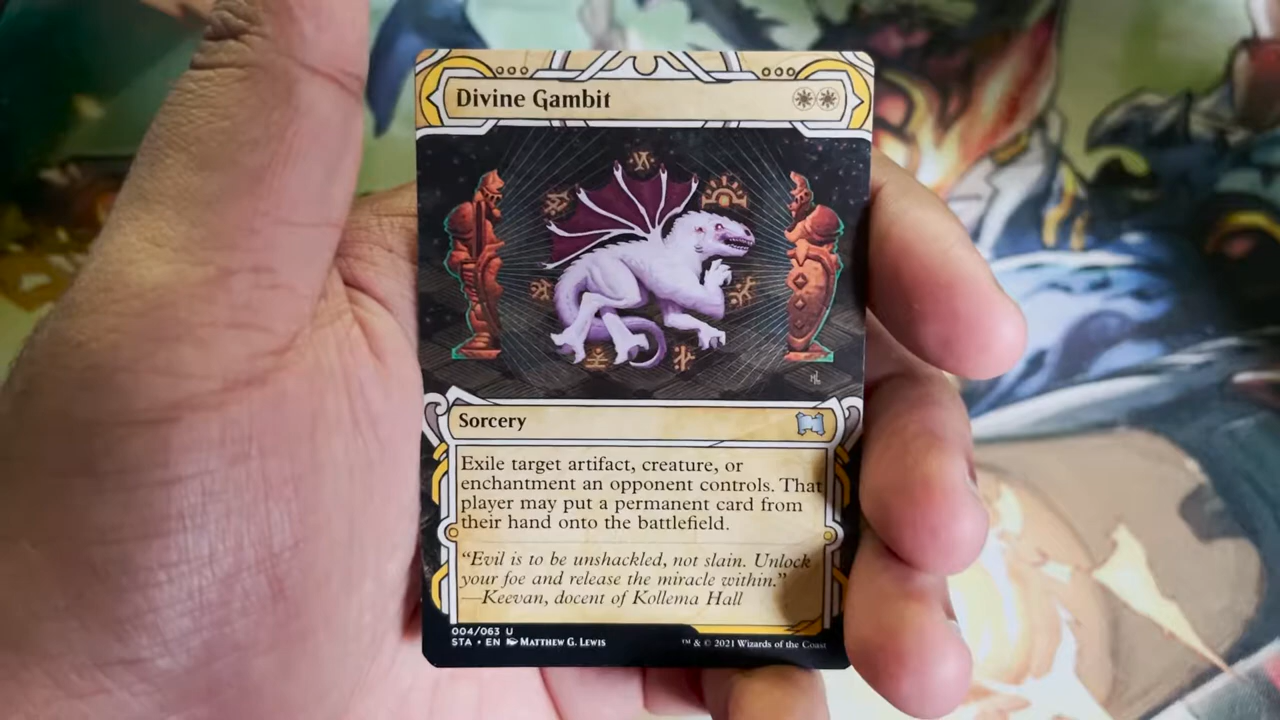 Divine Gambit
HL
Sorcery
Exile target artifact, creature, or
enchantment an opponent controls. That
player may put a permanent card from
their hand onto the battlefield.
“Evil is to be unshackled, not slain. Unlock
your foe and release the miracle within.”
—Keevan, docent of Kollema Hall
004/063 U
STA • EN Matthew G. Lewis
™ & © 2021 Wizards of the Coast